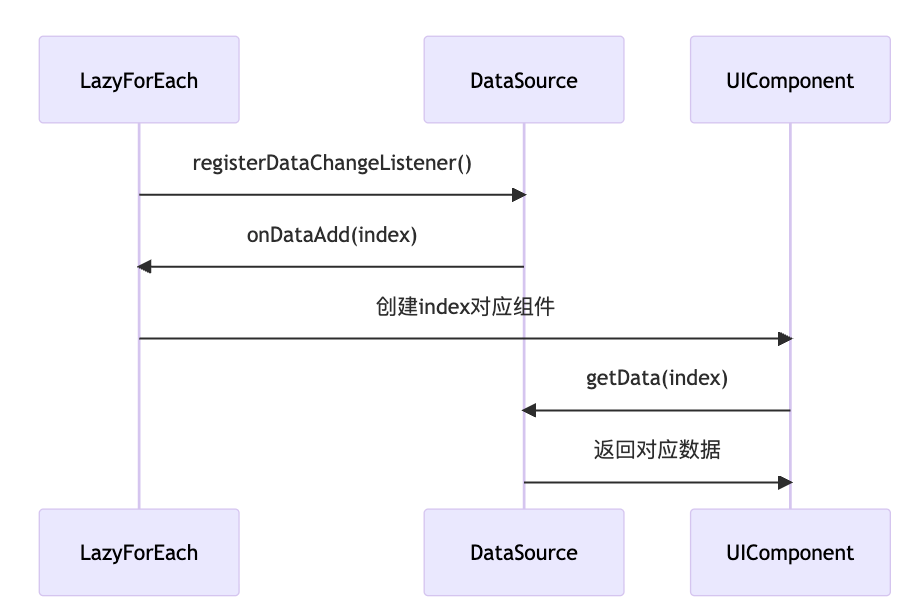 LazyForEach
DataSource
UIComponent
registerDataChangeListener()
onDataAdd(index)
创建index对应组件
getData(index)
返回对应数据
LazyForEach
DataSource
UIComponent